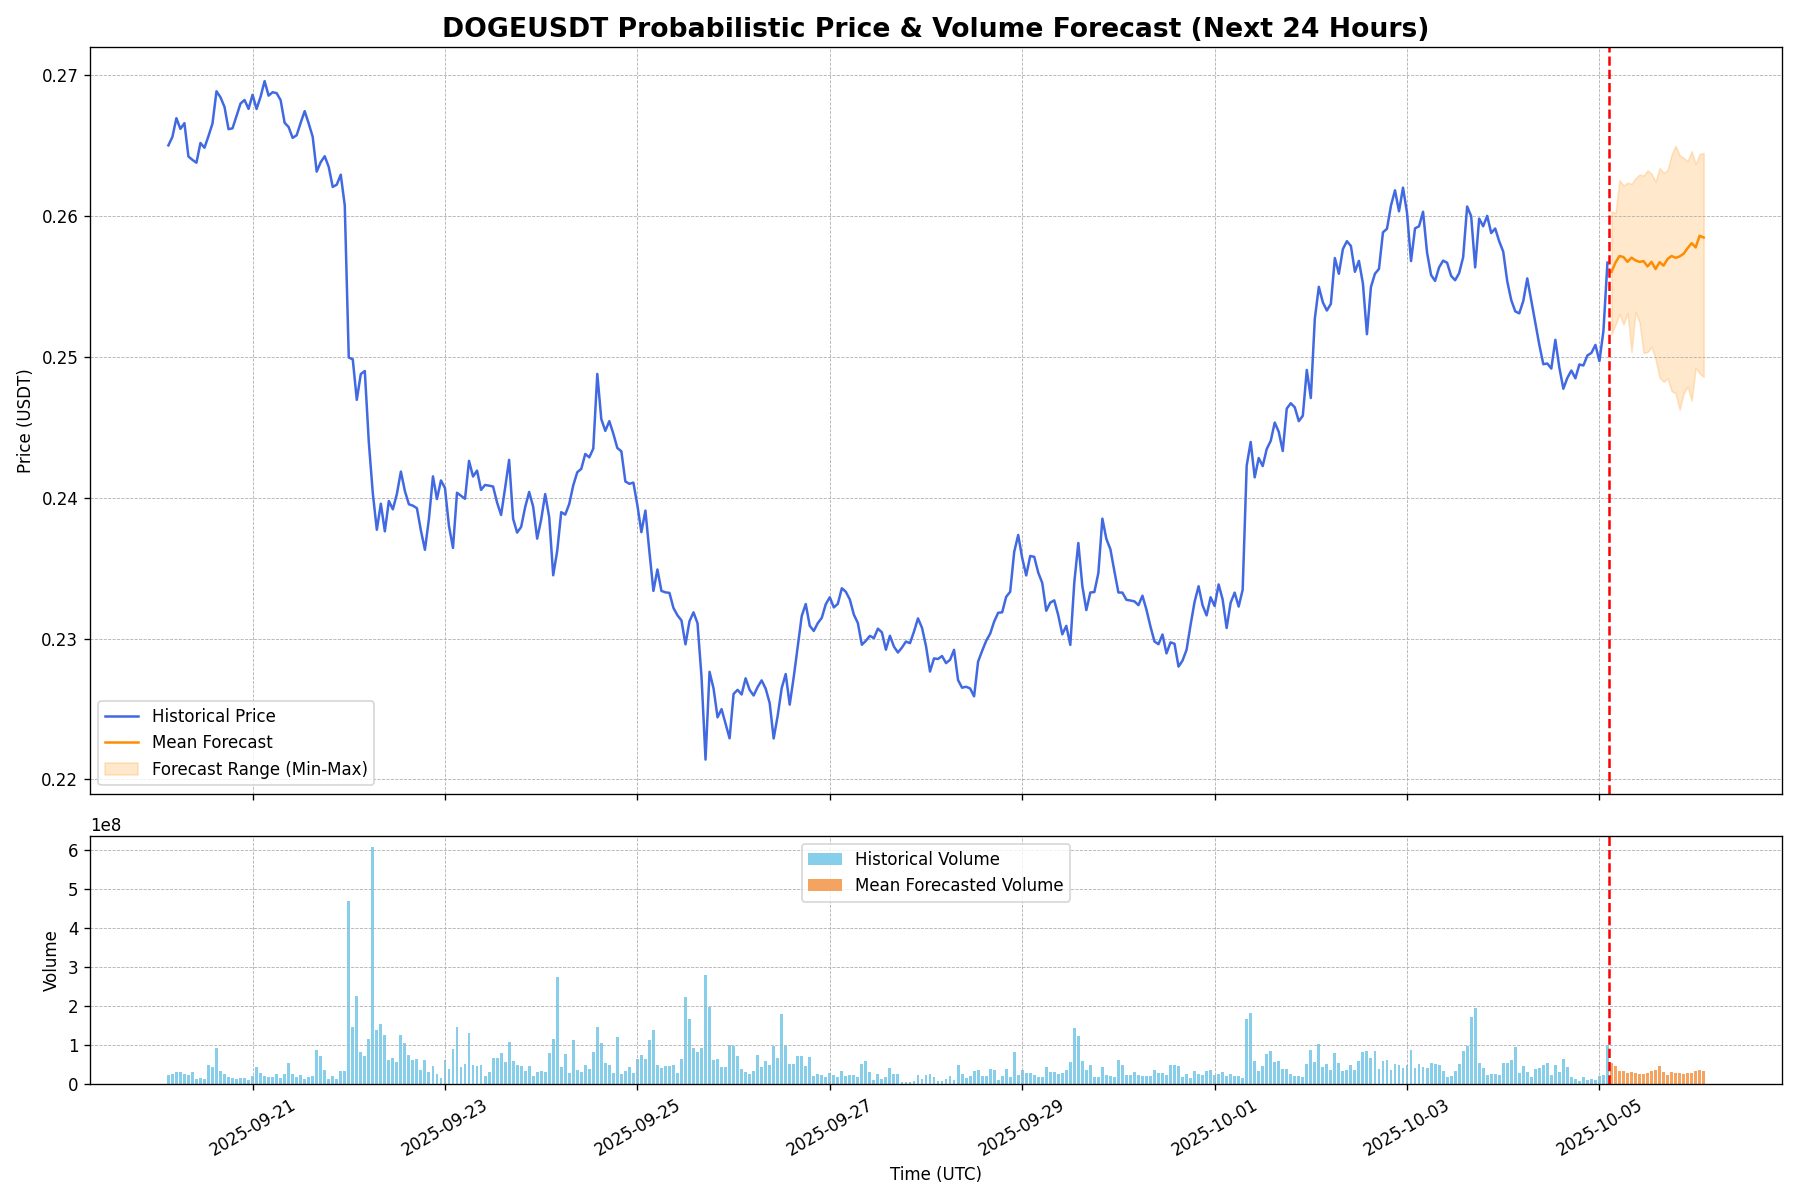 DOGEUSDT Probabilistic Price & Volume Forecast (Next 24 Hours)
0.27
0.26
0.25
0.24
0.23
0.22
Price (USDT)
Historical Price
Mean Forecast
Forecast Range (Min-Max)
1e8
6
5
4
3
2
1
0
Volume
Historical Volume
Mean Forecasted Volume
2025-09-21
2025-09-23
2025-09-25
2025-09-27
2025-09-29
2025-10-01
2025-10-03
2025-10-05
Time (UTC)